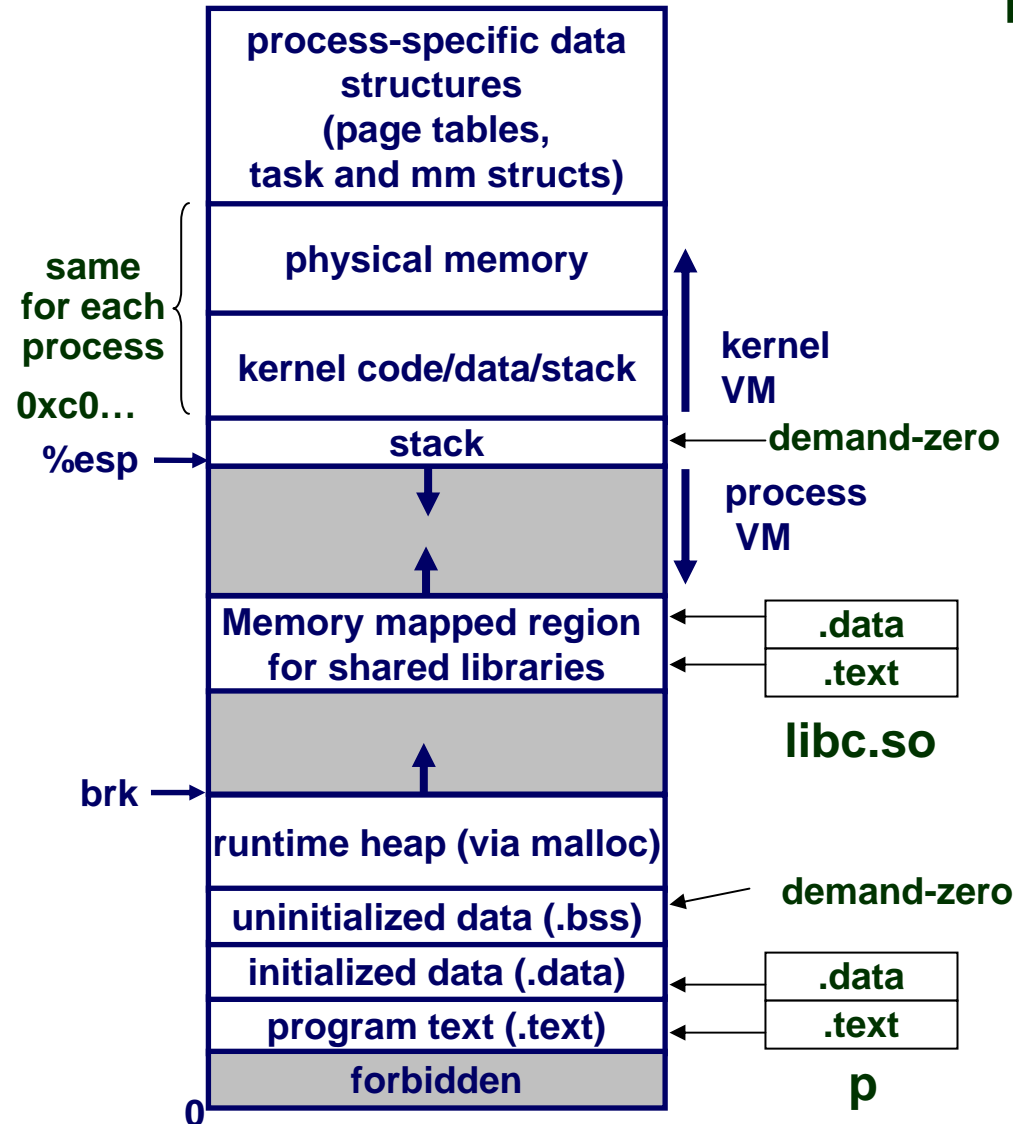 process-specific data
structures
(page tables,
task and mm structs)
same
for each
process
physical memory
kernel code/data/stack
kernel
VM
0xc0…
stack
demand-zero
%esp
process
VM
Memory mapped region
for shared libraries
.data
.text
libc.so
brk
runtime heap (via malloc)
uninitialized data (.bss)
demand-zero
initialized data (.data)
program text (.text)
.data
.text
p
forbidden
0